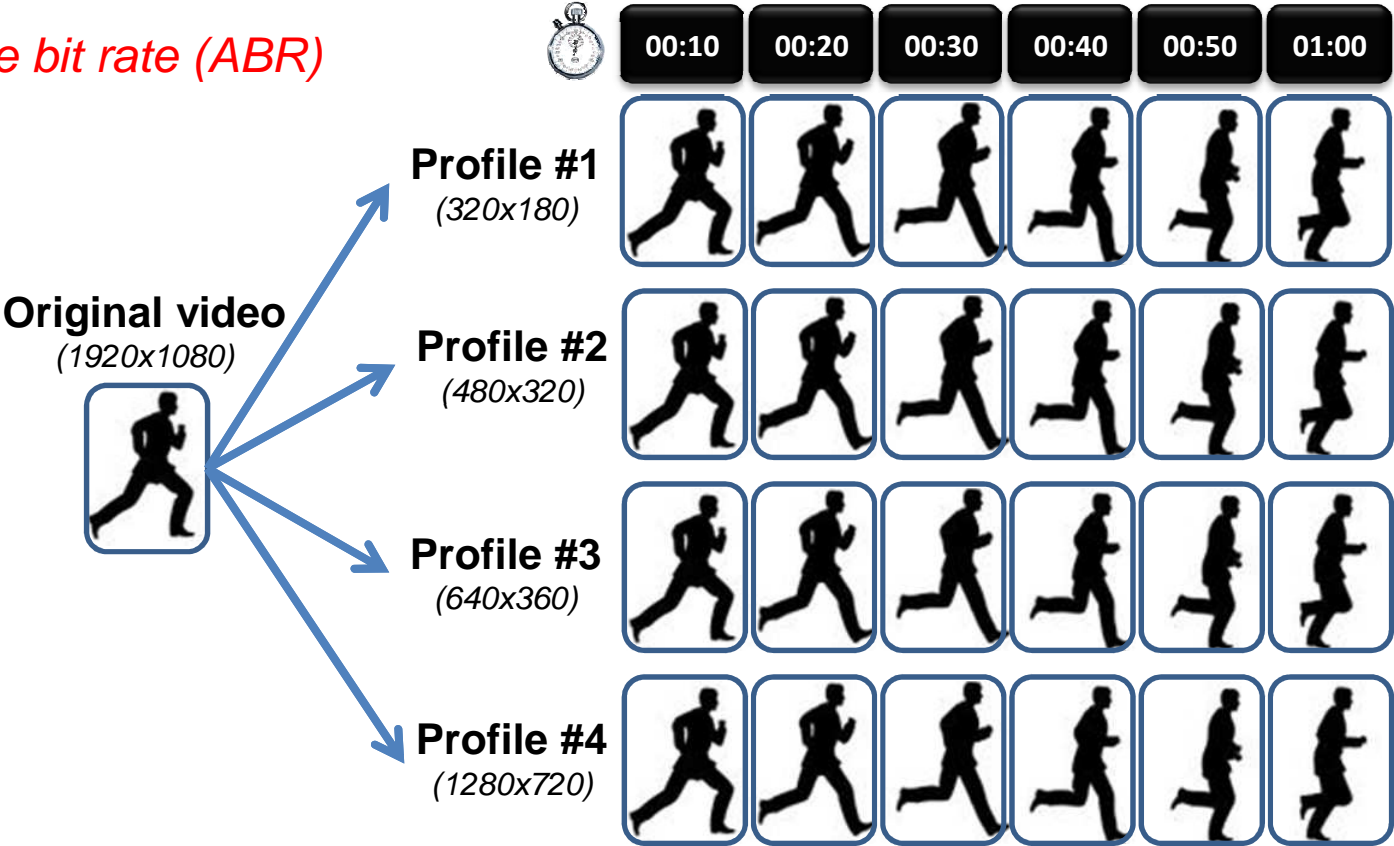 e bit rate (ABR)
00:10 00:20 00:30 00:40 00:50 01:00
Profile #1
(320x180)
Original video
(1920x1080)
Profile #2
(480x320)
Profile #3
(640x360)
Profile #4
(1280x720)